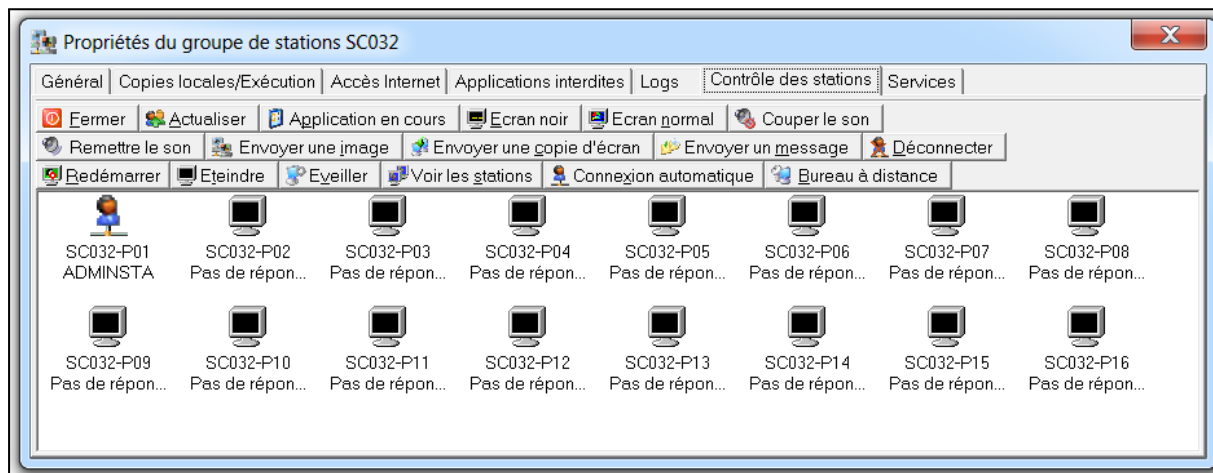 Propriétés du groupe de stations SC032
Général Copies locales/Exécution Accès Internet Applications interdites Logs Contrôle des stations Services
Fermer Actualiser Application en cours Ecran noir Ecran normal Couper le son
Remettre le son Envoyer une image Envoyer une copie d'écran Envoyer un message Déconnecter
Redémarrer Eteindre Eveiller Voir les stations Connexion automatique Bureau à distance
SC032-P01 SC032-P02 SC032-P03 SC032-P04 SC032-P05 SC032-P06 SC032-P07 SC032-P08
ADMINSTA Pas de répon... Pas de répon... Pas de répon... Pas de répon... Pas de répon... Pas de répon... Pas de répon...
SC032-P09 SC032-P10 SC032-P11 SC032-P12 SC032-P13 SC032-P14 SC032-P15 SC032-P16
Pas de répon... Pas de répon... Pas de répon... Pas de répon... Pas de répon... Pas de répon... Pas de répon... Pas de répon...